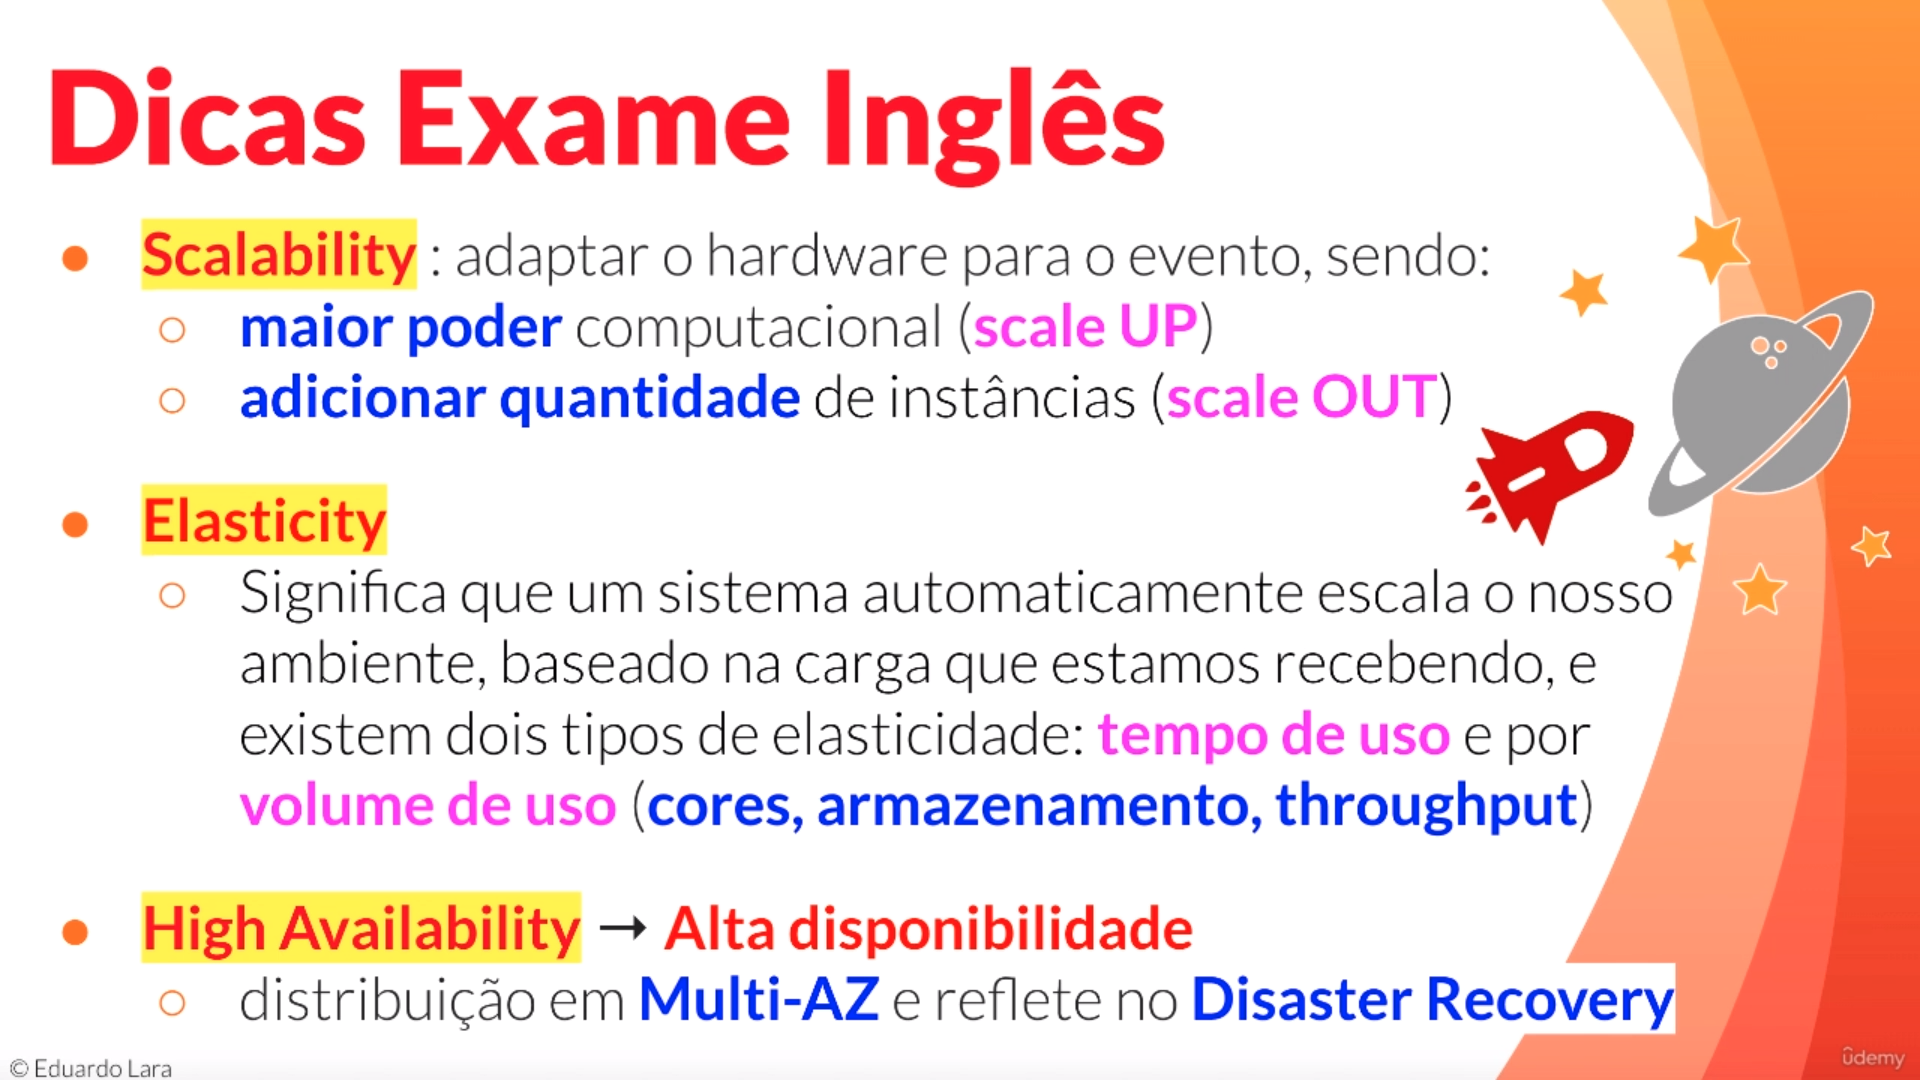 Dicas Exame Inglês
● Scalability : adaptar o hardware para o evento, sendo:
○ maior poder computacional (scale UP)
○ adicionar quantidade de instâncias (scale OUT)
● Elasticity
○ Significa que um sistema automaticamente escala o nosso
ambiente, baseado na carga que estamos recebendo, e
existem dois tipos de elasticidade: tempo de uso e por
volume de uso (cores, armazenamento, throughput)
● High Availability → Alta disponibilidade
○ distribuição em Multi-AZ e reflete no Disaster Recovery
© Eduardo Lara
ûdemy